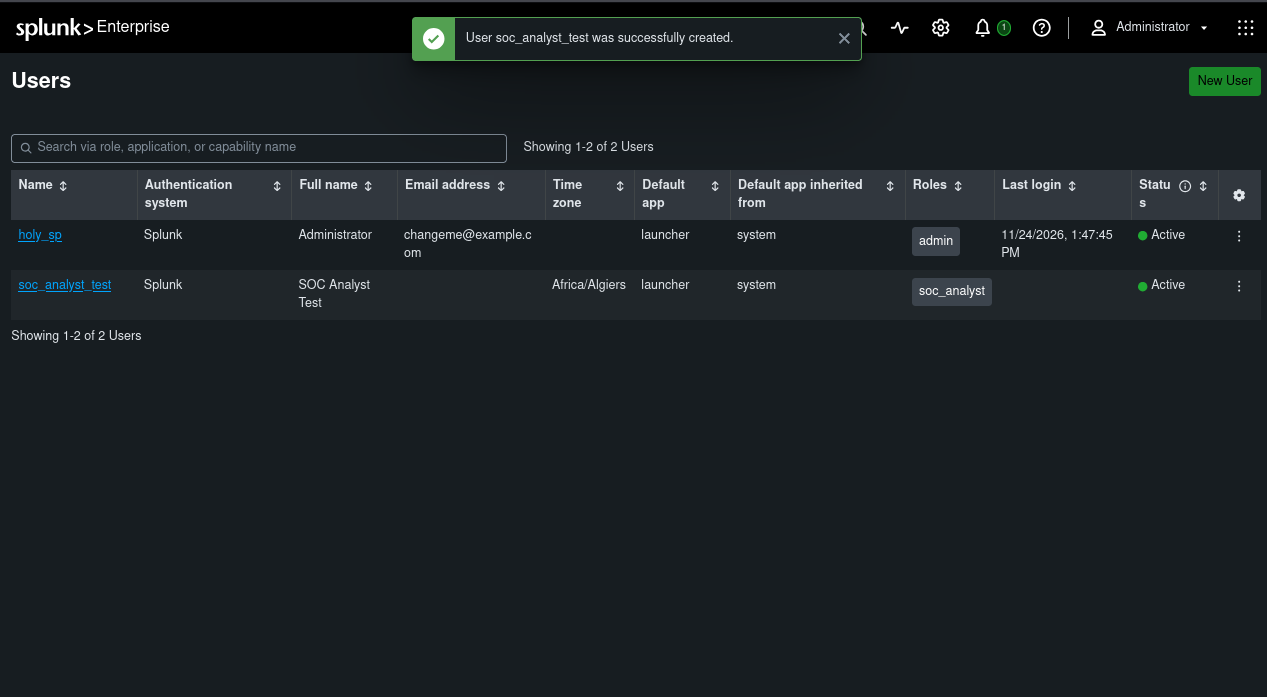 splunk> Enterprise
User soc_analyst_test was successfully created.
1
Administrator
Users
New User
Search via role, application, or capability name
Showing 1-2 of 2 Users
Name
Authentication
system
Full name
Email address
Time
zone
Default
app
Default app inherited
from
Roles
Last login
Statu
s
holy_sp
Splunk
Administrator
changeme@example.c
om
launcher
system
admin
11/24/2026, 1:47:45
PM
Active
soc_analyst_test
Splunk
SOC Analyst
Test
Africa/Algiers
launcher
system
soc_analyst
Active
Showing 1-2 of 2 Users